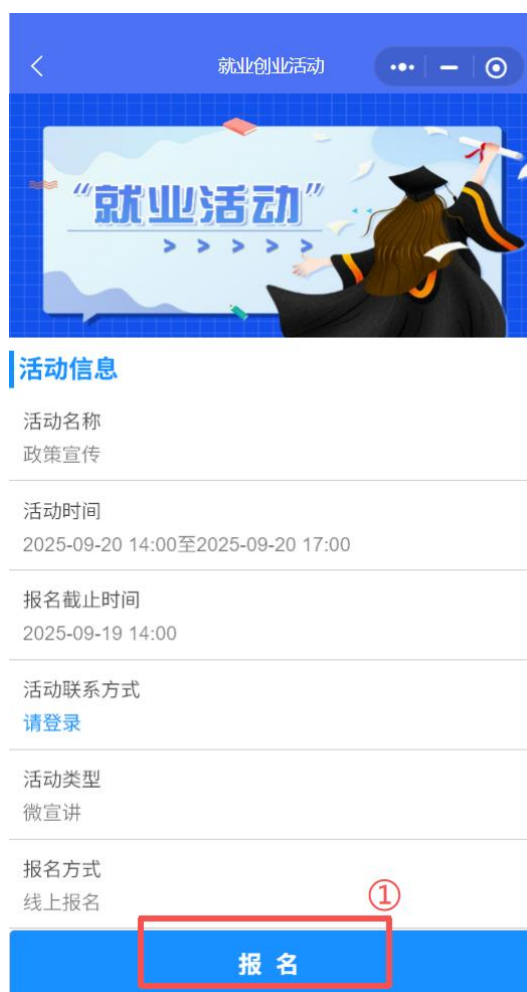 就业创业活动
“就业活动”
> > > > >
活动信息
活动名称
政策宣传
活动时间
2025-09-20 14:00至2025-09-20 17:00
报名截止时间
2025-09-19 14:00
活动联系方式
请登录
活动类型
微宣讲
报名方式
线上报名
①
报 名